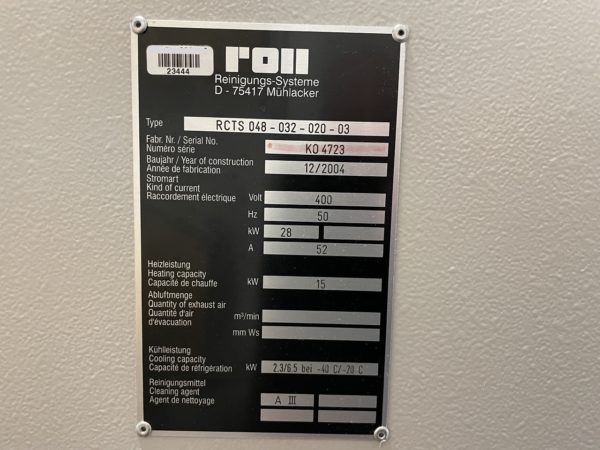 23444
roll
Reinigungs-Systeme
D - 75417 Mühlacker
Type RCTS 048 - 032 - 020 - 03
Fabr. Nr. / Serial No.
Numéro série KO 4723
Baujahr / Year of construction
Année de fabrication 12/2004
Stromart
Kind of current
Raccordement électrique Volt 400
Hz 50
kW 28
A 52
Heizleistung
Heating capacity
Capacité de chauffe kW 15
Abluftmenge
Quantity of exhaust air
Quantité d'air
d'évacuation m³/min
mm Ws
Kühlleistung
Cooling capacity
Capacité de réfrigération kW 2.3/6.5 bei -40 C/-20 C
Reinigungsmittel
Cleaning agent
Agent de nettoyage A III